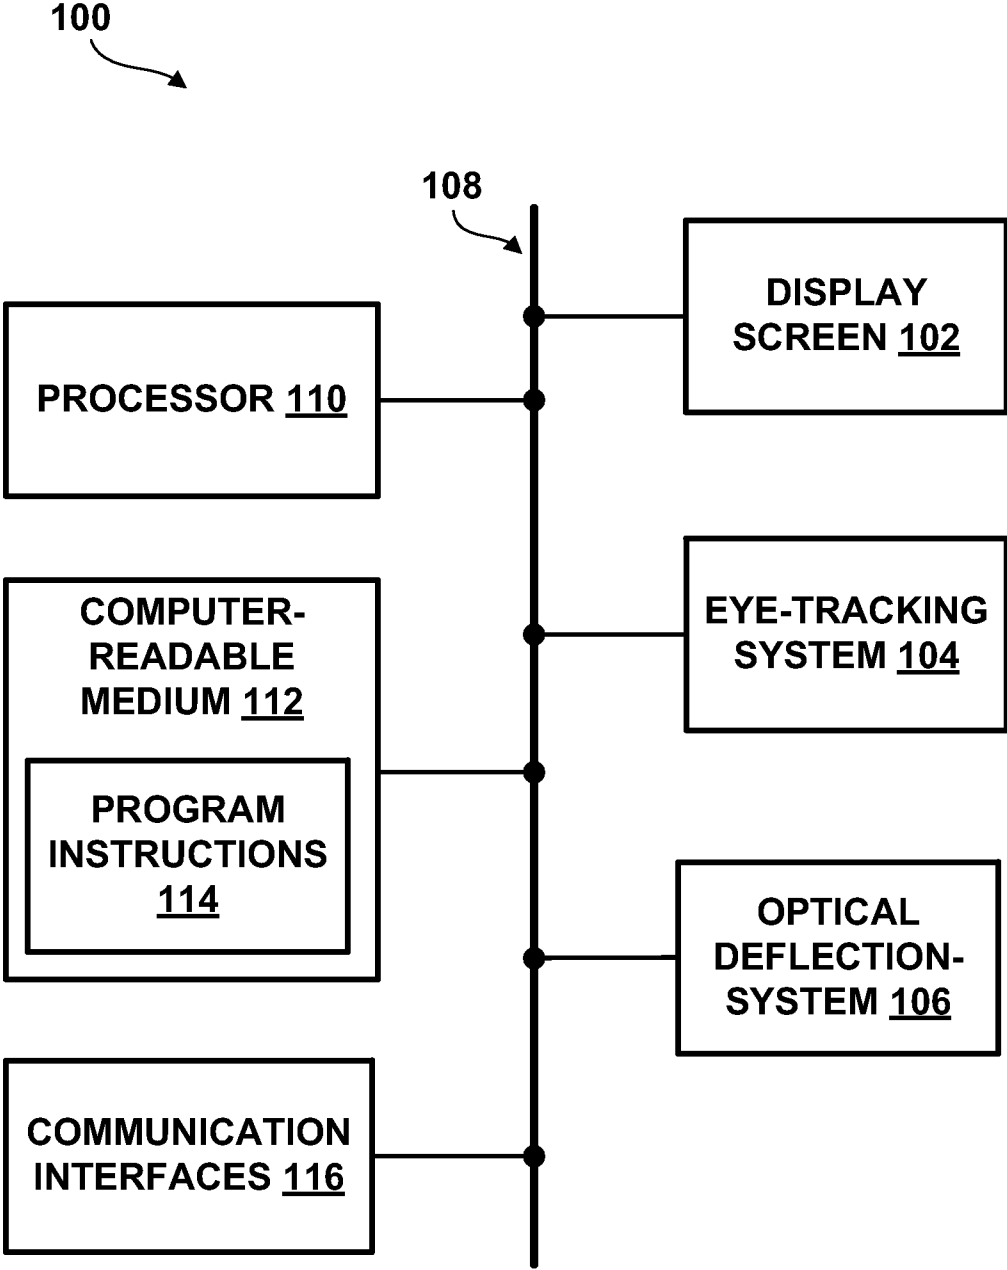 100
108
DISPLAY
SCREEN 102
PROCESSOR 110
EYE-TRACKING
SYSTEM 104
COMPUTER-
READABLE
MEDIUM 112
PROGRAM
INSTRUCTIONS
114
OPTICAL
DEFLECTION-
SYSTEM 106
COMMUNICATION
INTERFACES 116